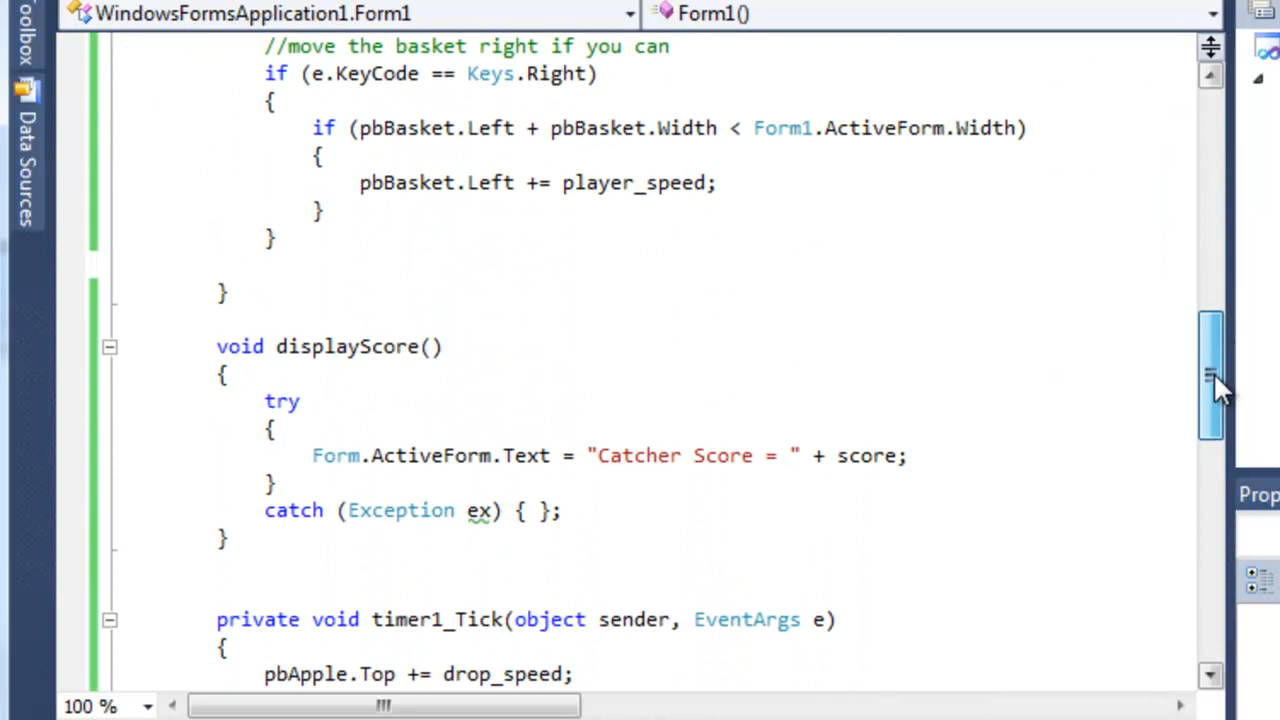 WindowsFormsApplication1.Form1
Form1()
Toolbox
Data Sources
//move the basket right if you can
if (e.KeyCode == Keys.Right)
{
if (pbBasket.Left + pbBasket.Width < Form1.ActiveForm.Width)
{
pbBasket.Left += player_speed;
}
}
}
void displayScore()
{
try
{
Form.ActiveForm.Text = "Catcher Score = " + score;
}
catch (Exception ex) { };
}
private void timer1_Tick(object sender, EventArgs e)
{
pbApple.Top += drop_speed;
100 %
Prop